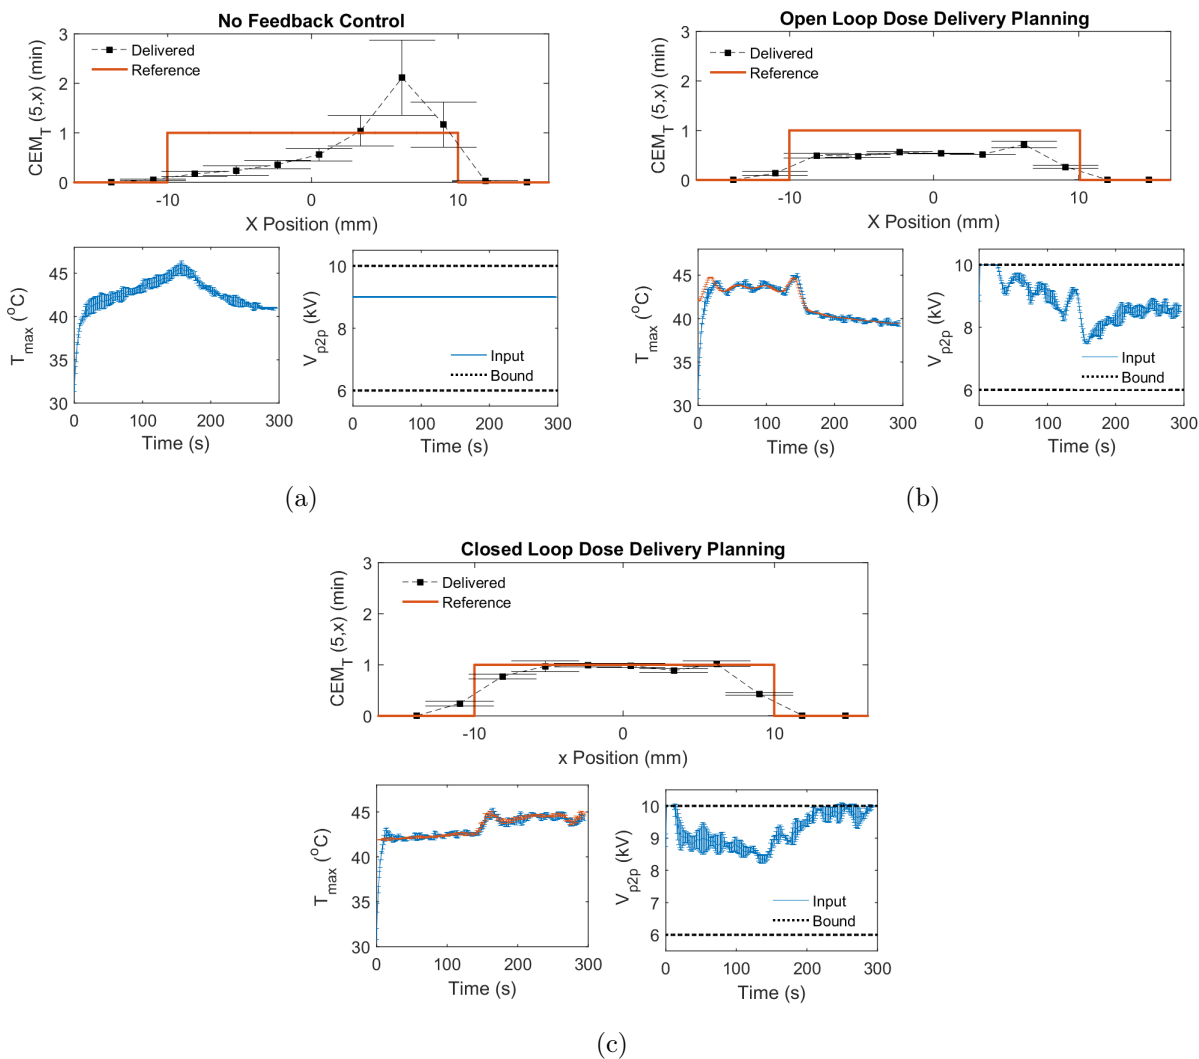 No Feedback Control
CEM_T (5,x) (min)
3
2
1
0
Delivered
Reference
-10
0
10
X Position (mm)
T_max (°C)
45
40
35
30
0
100
200
300
Time (s)
V_p2p (kV)
10
8
6
Input
Bound
0
100
200
300
Time (s)
(a)
Open Loop Dose Delivery Planning
CEM_T (5,x) (min)
3
2
1
0
Delivered
Reference
-10
0
10
X Position (mm)
T_max (°C)
45
40
35
30
0
100
200
300
Time (s)
V_p2p (kV)
10
8
6
Input
Bound
0
100
200
300
Time (s)
(b)
Closed Loop Dose Delivery Planning
CEM_T (5,x) (min)
3
2
1
0
Delivered
Reference
-10
0
10
x Position (mm)
T_max (°C)
45
40
35
30
0
100
200
300
Time (s)
V_p2p (kV)
10
9
8
7
6
Input
Bound
0
100
200
300
Time (s)
(c)